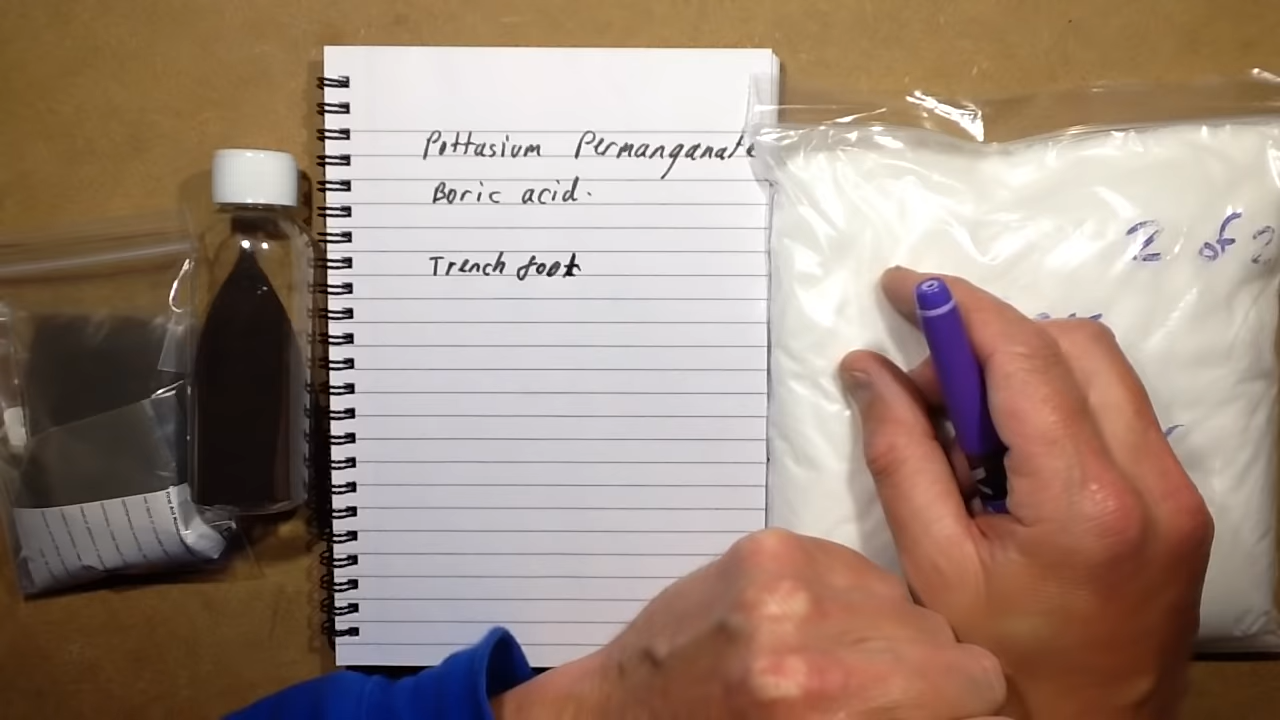 Pottasium Permanganate
Boric acid.
Trench foot
2 of 2